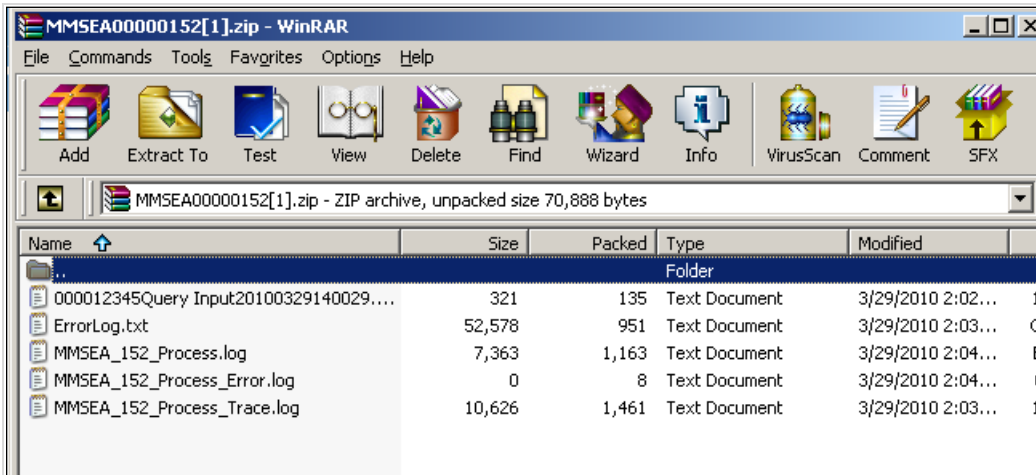 MMSEA00000152[1].zip - WinRAR
File Commands Tools Favorites Options Help
Add Extract To Test View Delete Find Wizard Info VirusScan Comment SFX
MMSEA00000152[1].zip - ZIP archive, unpacked size 70,888 bytes
Name Size Packed Type Modified
.. Folder
000012345Query Input20100329140029.... 321 135 Text Document 3/29/2010 2:02...
ErrorLog.txt 52,578 951 Text Document 3/29/2010 2:03...
MMSEA_152_Process.log 7,363 1,163 Text Document 3/29/2010 2:04...
MMSEA_152_Process_Error.log 0 8 Text Document 3/29/2010 2:04...
MMSEA_152_Process_Trace.log 10,626 1,461 Text Document 3/29/2010 2:03...